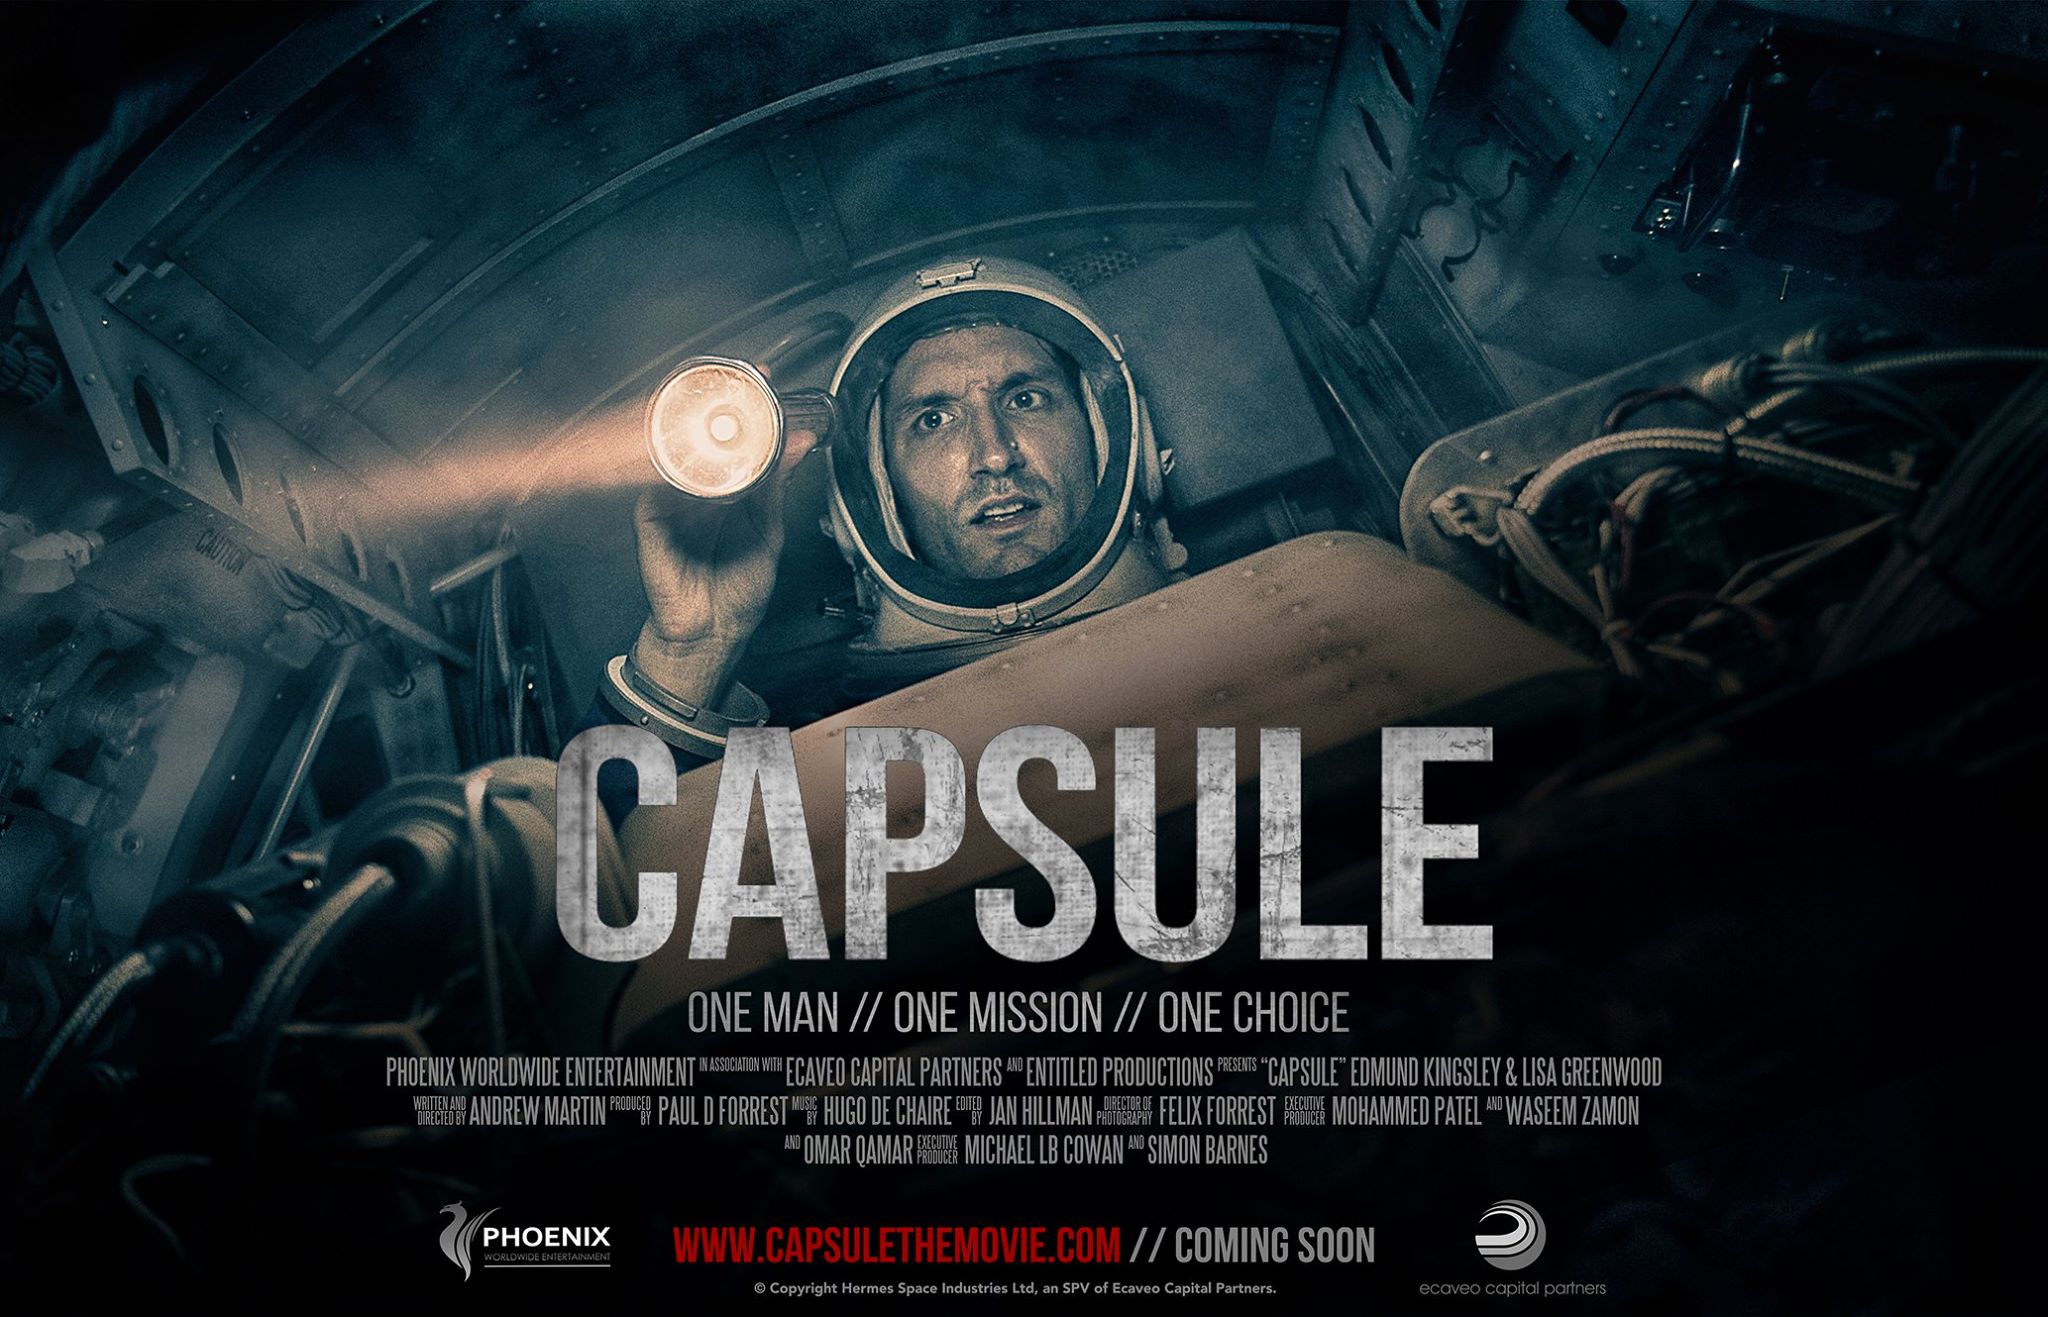 CAUTION
CAPSULE
ONE MAN // ONE MISSION // ONE CHOICE
PHOENIX WORLDWIDE ENTERTAINMENT IN ASSOCIATION WITH ECAVEO CAPITAL PARTNERS AND ENTITLED PRODUCTIONS PRESENTS "CAPSULE" EDMUND KINGSLEY & LISA GREENWOOD
WRITTEN AND DIRECTED BY ANDREW MARTIN PRODUCED BY PAUL D FORREST MUSIC BY HUGO DE CHAIRE EDITED BY JAN HILLMAN DIRECTOR OF PHOTOGRAPHY FELIX FORREST EXECUTIVE PRODUCER MOHAMMED PATEL AND WASEEM ZAMON
AND OMAR QAMAR EXECUTIVE PRODUCER MICHAEL LB COWAN AND SIMON BARNES
PHOENIX
WORLDWIDE ENTERTAINMENT
WWW.CAPSULETHEMOVIE.COM // COMING SOON
© Copyright Hermes Space Industries Ltd, an SPV of Ecaveo Capital Partners.
ecaveo capital partners